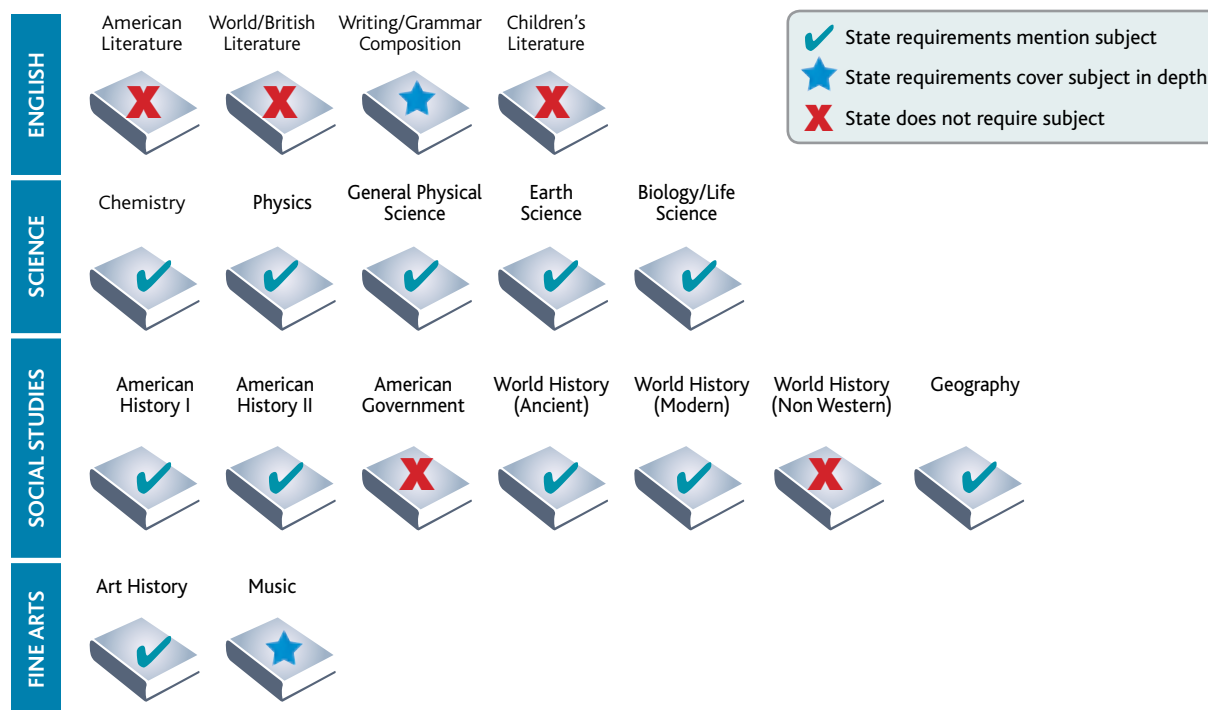 ENGLISH
American
Literature
World/British
Literature
Writing/Grammar
Composition
Children's
Literature
State requirements mention subject
State requirements cover subject in depth
State does not require subject
SCIENCE
Chemistry
Physics
General Physical
Science
Earth
Science
Biology/Life
Science
SOCIAL STUDIES
American
History I
American
History II
American
Government
World History
(Ancient)
World History
(Modern)
World History
(Non Western)
Geography
FINE ARTS
Art History
Music